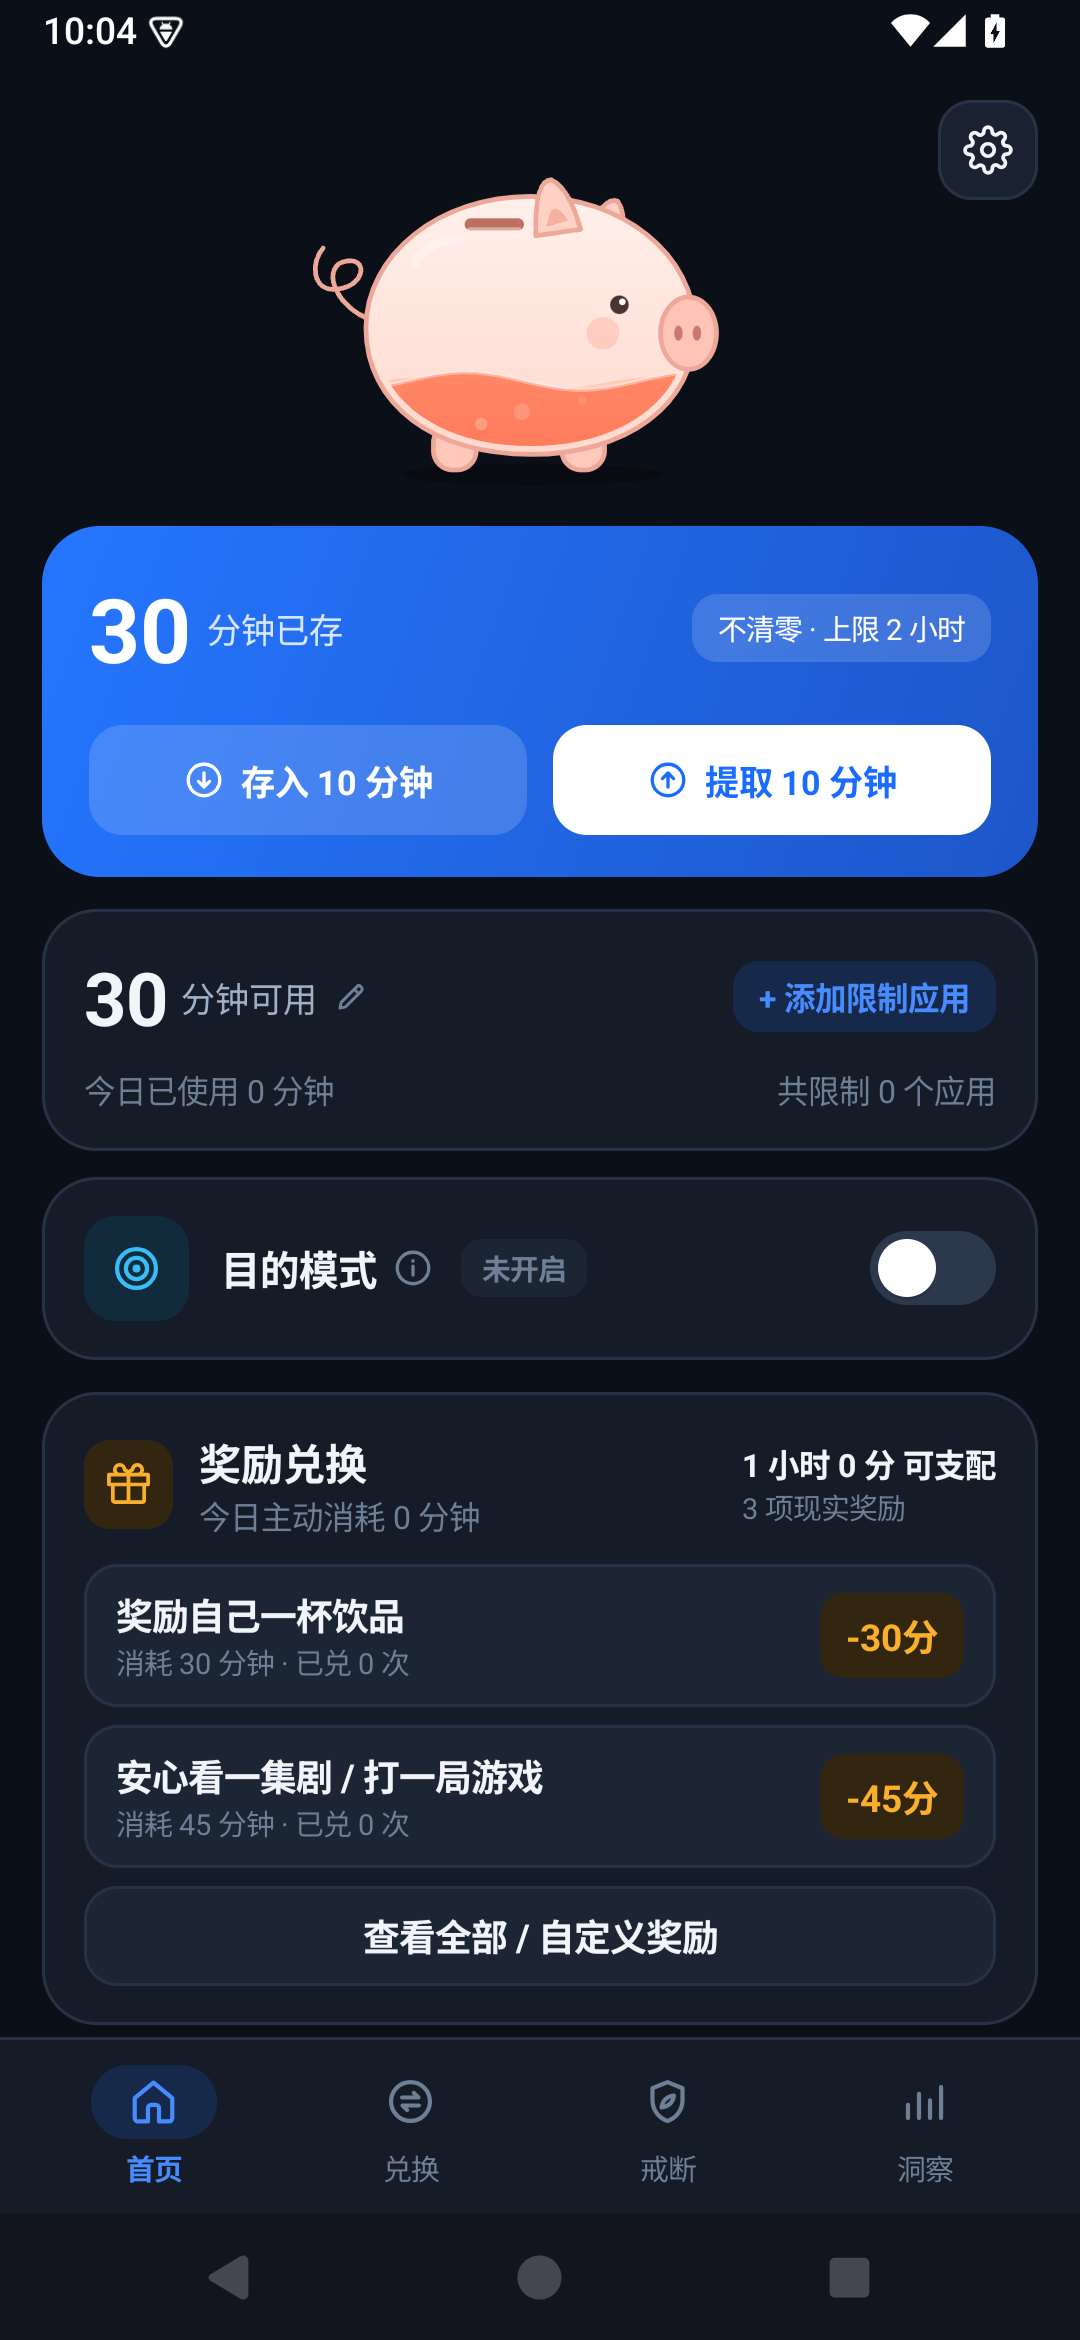 10:04
30 分钟已存
不清零 · 上限 2 小时
存入 10 分钟
提取 10 分钟
30 分钟可用
+ 添加限制应用
今日已使用 0 分钟
共限制 0 个应用
目的模式
未开启
奖励兑换
1 小时 0 分 可支配
今日主动消耗 0 分钟
3 项现实奖励
奖励自己一杯饮品
消耗 30 分钟 · 已兑 0 次
-30分
安心看一集剧 / 打一局游戏
消耗 45 分钟 · 已兑 0 次
-45分
查看全部 / 自定义奖励
首页
兑换
戒断
洞察